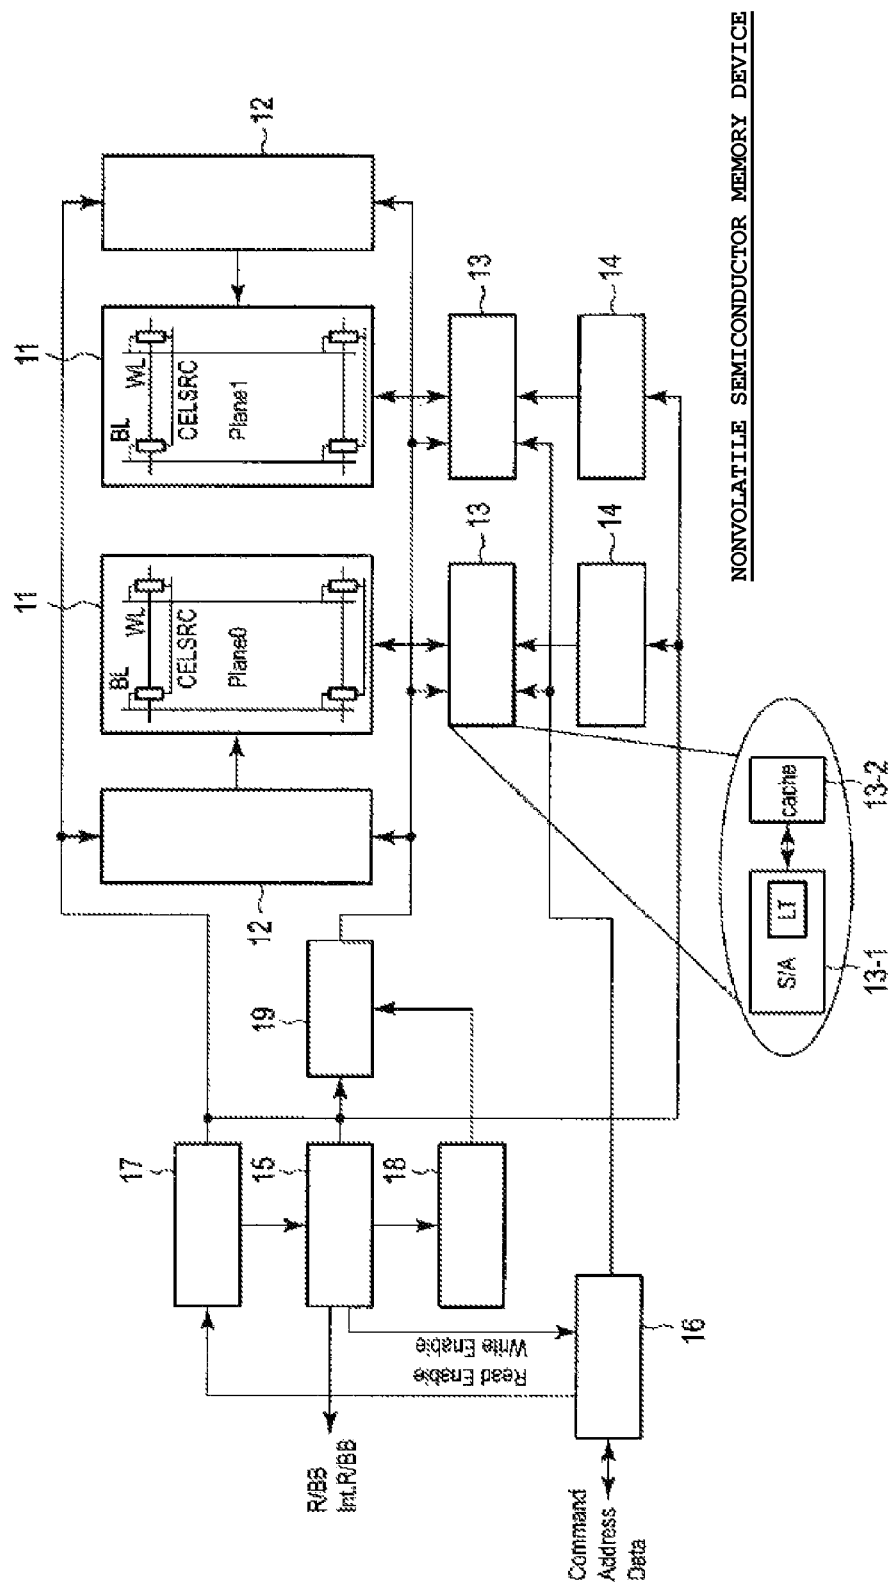 NONVOLATILE SEMICONDUCTOR MEMORY DEVICE
11
11
BL
WL
CELSRC
Plane0
BL
WL
CELSRC
Plane1
12
12
17
15
18
19
13
13
14
14
R/BB
Int.R/BB
Read Enable
Write Enable
Command
Address
Data
16
S/A
LT
cache
13-1
13-2